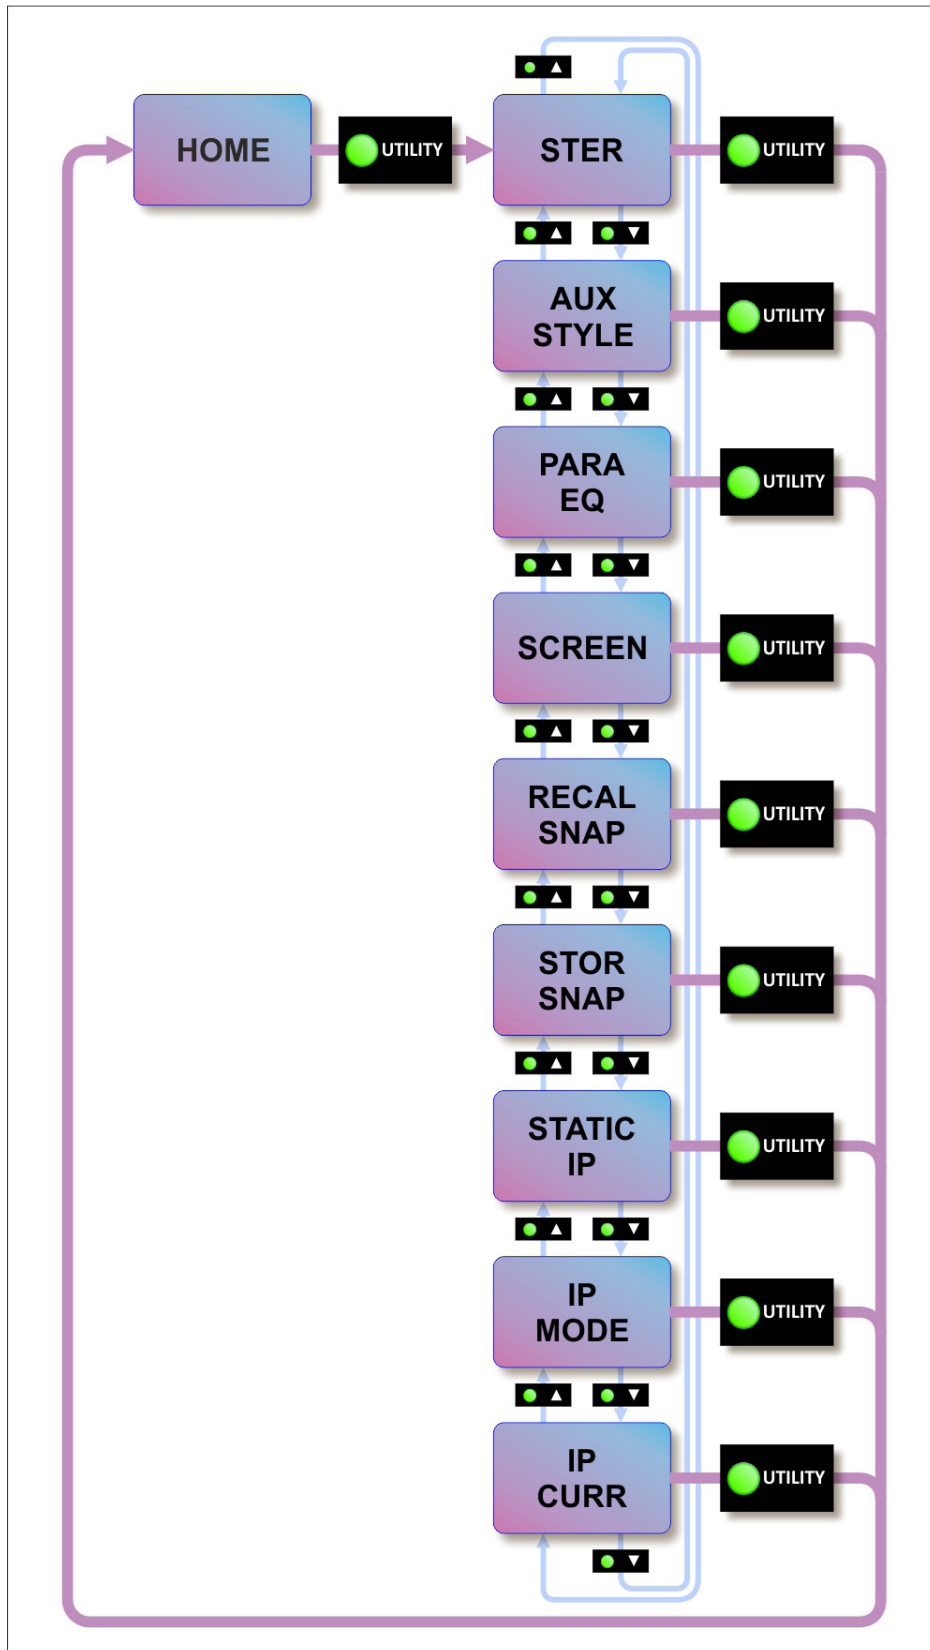 HOME
UTILITY
STER
UTILITY
AUX
STYLE
UTILITY
PARA
EQ
UTILITY
SCREEN
UTILITY
RECAL
SNAP
UTILITY
STOR
SNAP
UTILITY
STATIC
IP
UTILITY
IP
MODE
UTILITY
IP
CURR
UTILITY